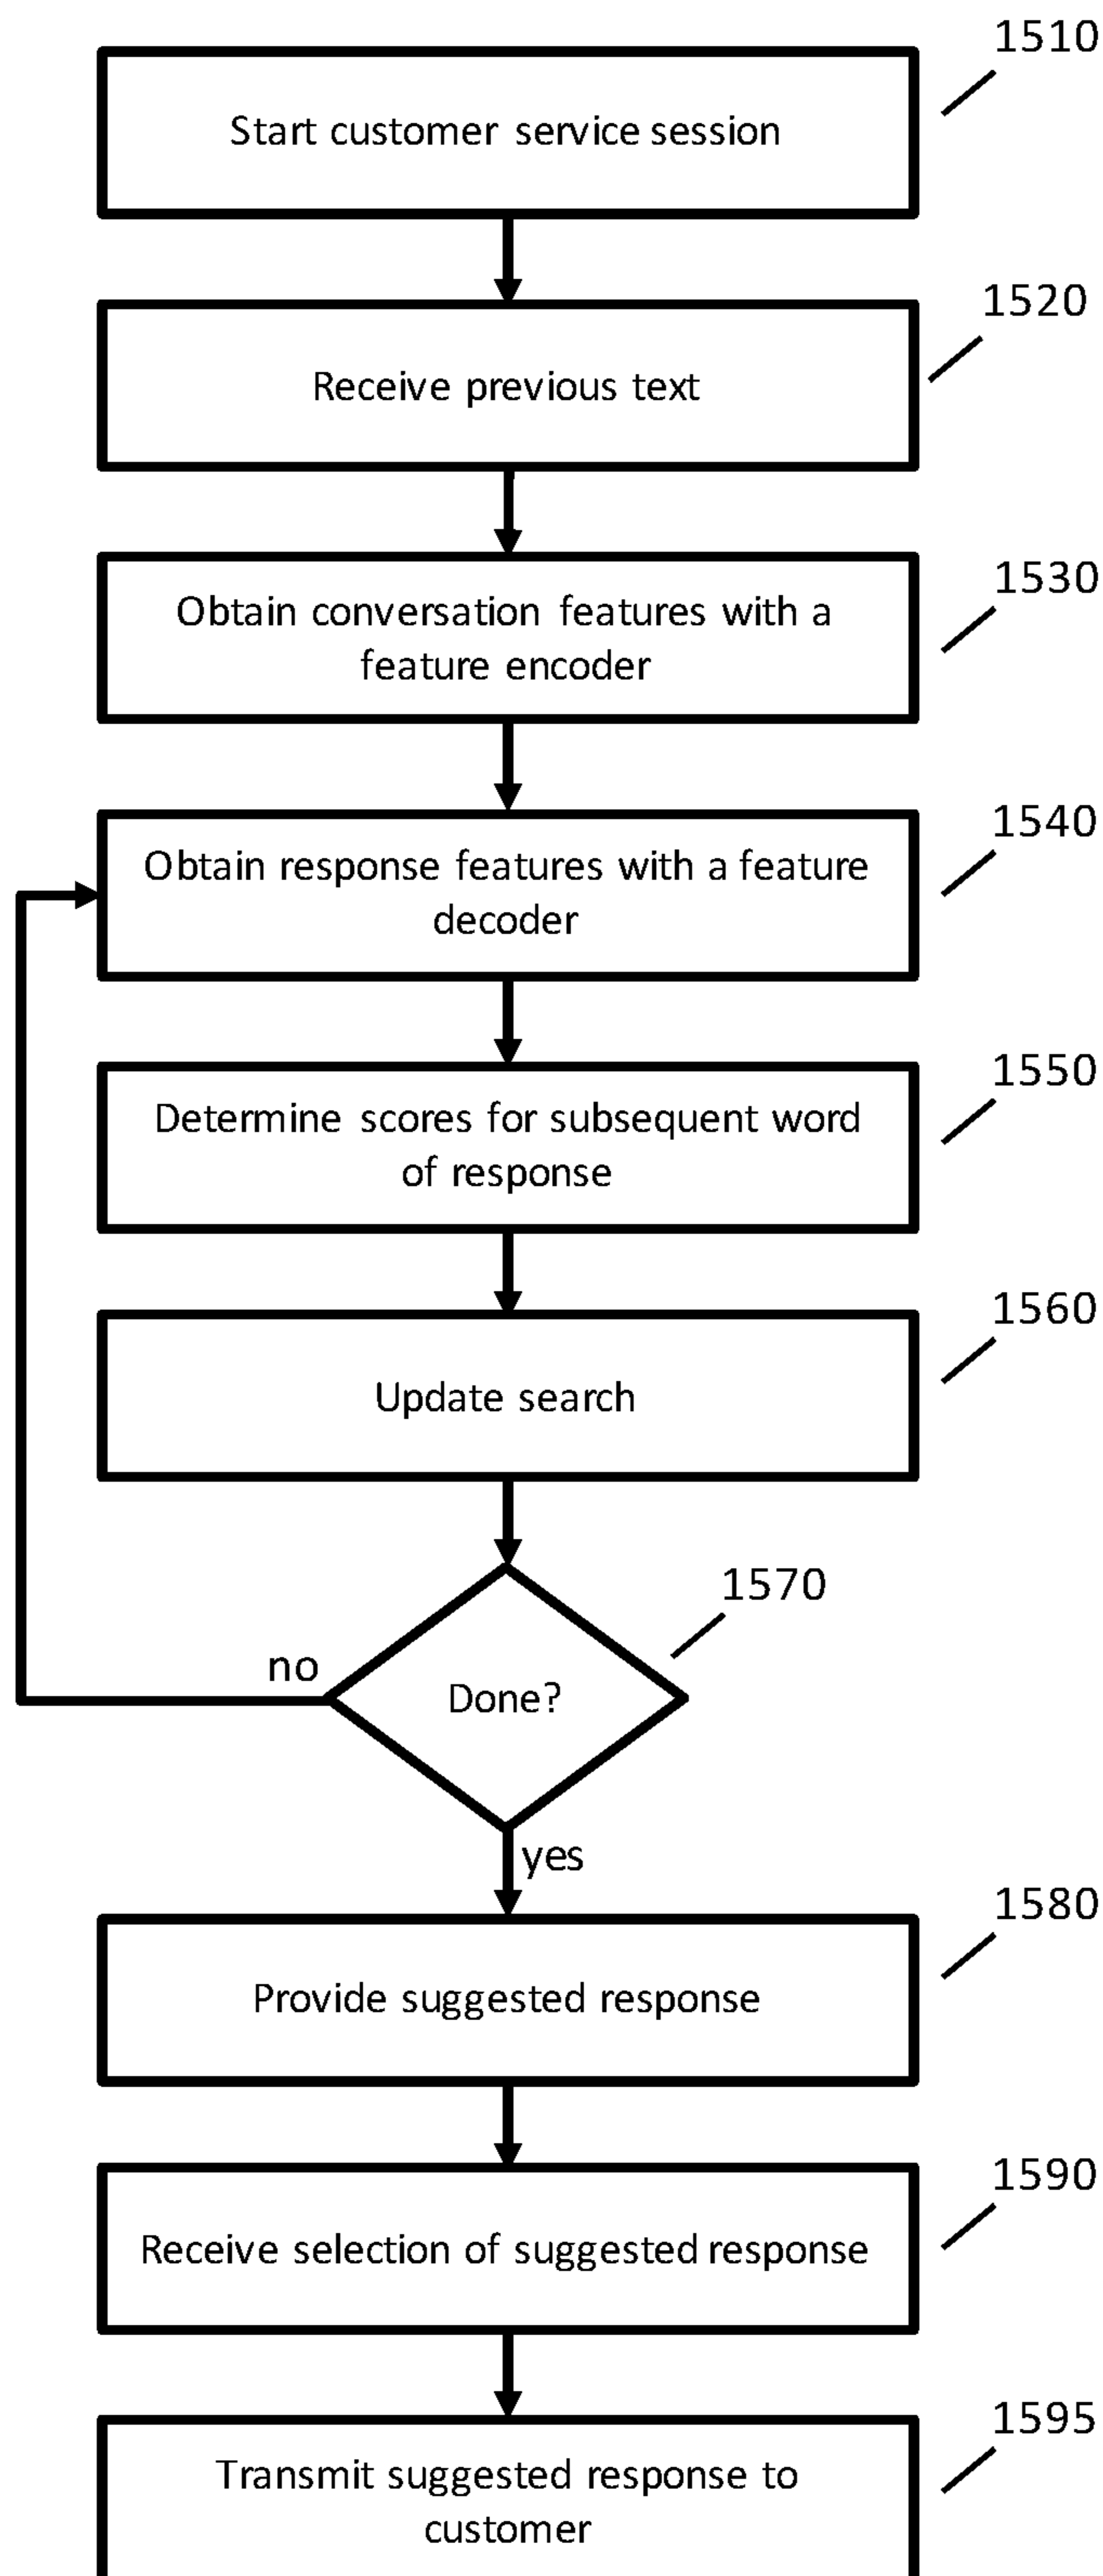 1510
Start customer service session
1520
Receive previous text
1530
Obtain conversation features with a
feature encoder
1540
Obtain response features with a feature
decoder
1550
Determine scores for subsequent word
of response
1560
Update search
1570
no
Done?
yes
1580
Provide suggested response
1590
Receive selection of suggested response
1595
Transmit suggested response to
customer